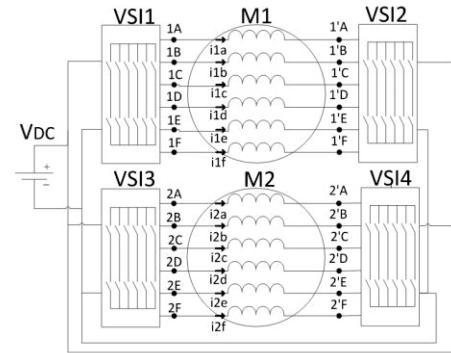 VSI1 M1 VSI2
1A 1'A
i1a
1B 1'B
i1b
1C 1'C
i1c
1D 1'D
i1d
1E 1'E
i1e
1F 1'F
i1f
VDC
+
-
VSI3 M2 VSI4
2A 2'A
i2a
2B 2'B
i2b
2C 2'C
i2c
2D 2'D
i2d
2E 2'E
i2e
2F 2'F
i2f